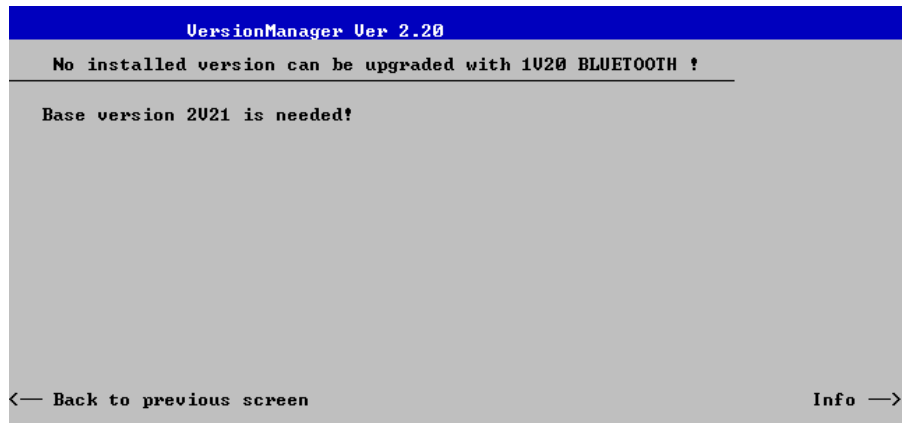 VersionManager Ver 2.20
No installed version can be upgraded with 1V20 BLUETOOTH !
Base version 2V21 is needed!
<── Back to previous screen
Info ──>